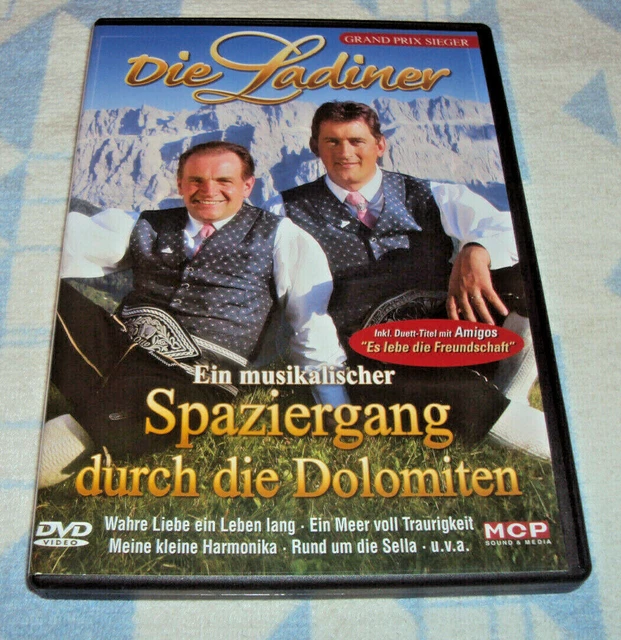 GRAND PRIX SIEGER
Die Ladiner
Inkl. Duett-Titel mit Amigos
"Es lebe die Freundschaft"
Ein musikalischer
Spaziergang
durch die Dolomiten
Wahre Liebe ein Leben lang · Ein Meer voll Traurigkeit
Meine kleine Harmonika · Rund um die Sella · u.v.a.
DVD
VIDEO
MCP
SOUND & MEDIA